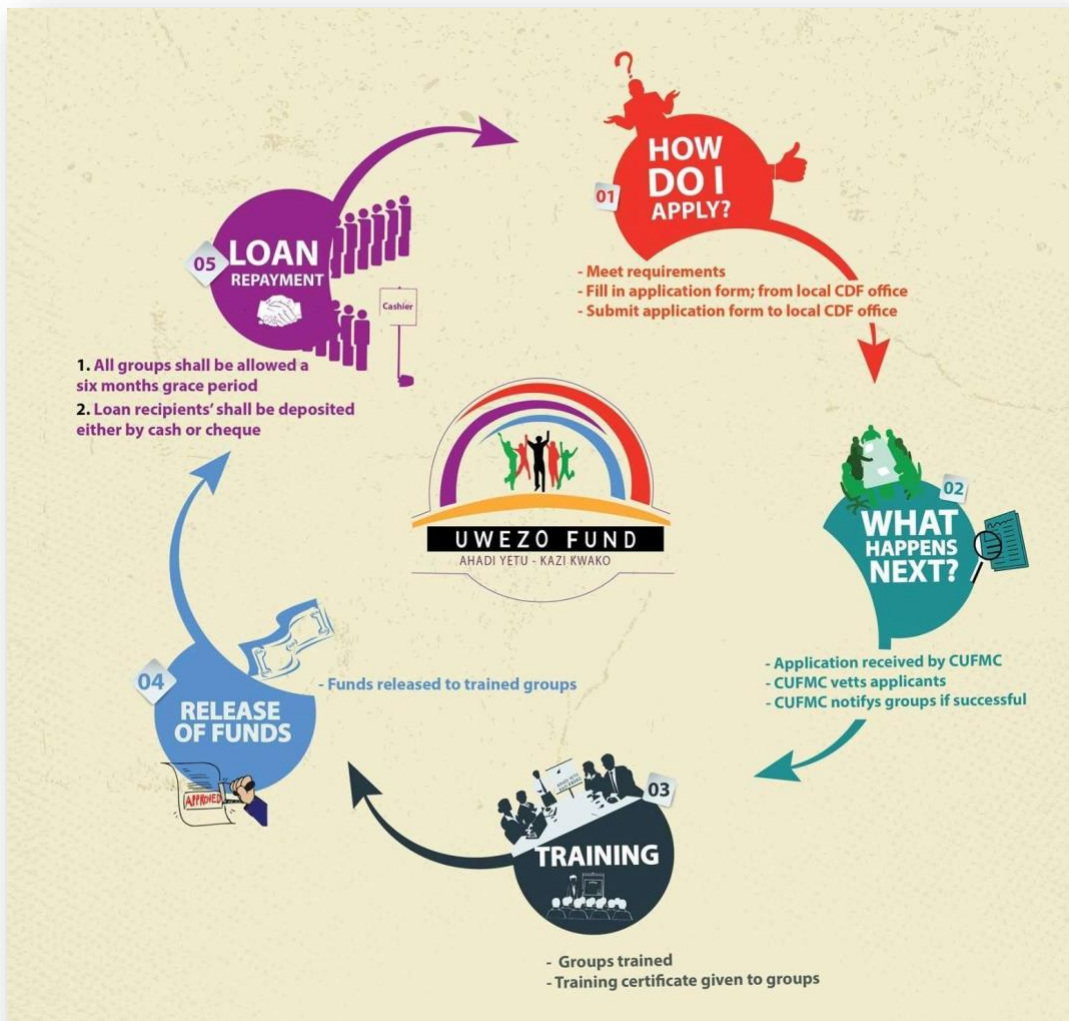 01
HOW
DO I
APPLY?
- Meet requirements
- Fill in application form; from local CDF office
- Submit application form to local CDF office
02
WHAT
HAPPENS
NEXT?
- Application received by CUFMC
- CUFMC vetts applicants
- CUFMC notifys groups if successful
03
TRAINING
- Groups trained
- Training certificate given to groups
04
RELEASE
OF FUNDS
APPROVED
- Funds released to trained groups
05
LOAN
REPAYMENT
Cashier
1. All groups shall be allowed a
six months grace period
2. Loan recipients' shall be deposited
either by cash or cheque
UWEZO FUND
AHADI YETU - KAZI KWAKO